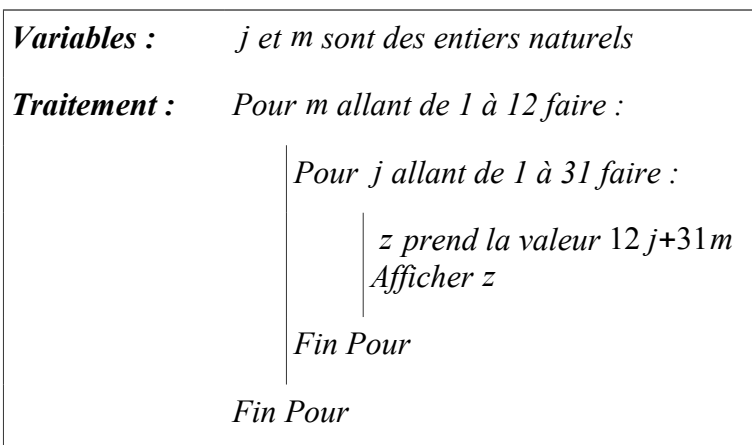 Variables : j et m sont des entiers naturels
Traitement : Pour m allant de 1 à 12 faire :
Pour j allant de 1 à 31 faire :
z prend la valeur 12 j+31m
Afficher z
Fin Pour
Fin Pour